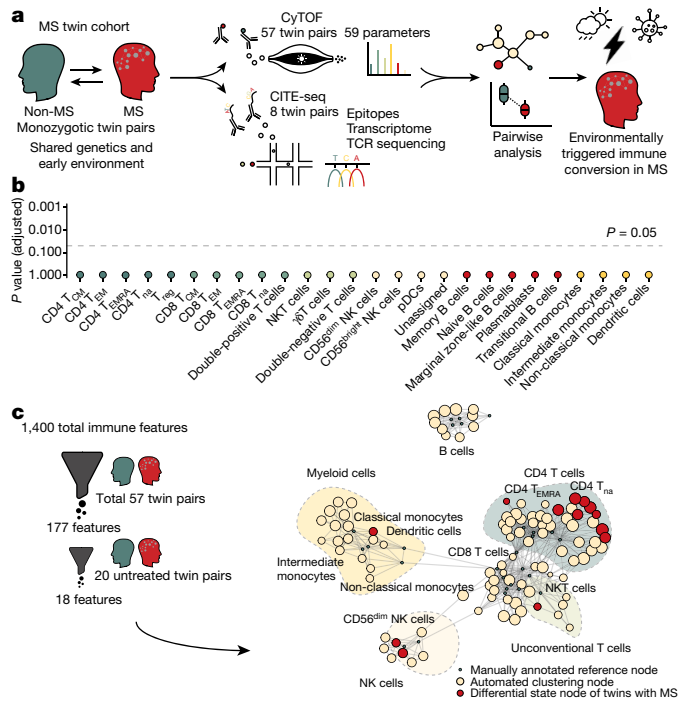 a
MS twin cohort
Non-MS
MS
Monozygotic twin pairs
Shared genetics and
early environment
CyTOF
57 twin pairs
59 parameters
CITE-seq
8 twin pairs
Epitopes
Transcriptome
TCR sequencing
T C A
Pairwise
analysis
Environmentally
triggered immune
conversion in MS
b
P value (adjusted)
0.001
0.010
0.100
1.000
P = 0.05
CD4 TCM
CD4 TEM
CD4 TEMRA
CD4 Tna
Treg
CD8 TCM
CD8 TEM
CD8 TEMRA
CD8 Tna
Double-positive T cells
NKT cells
γδT cells
Double-negative T cells
CD56dim NK cells
CD56bright NK cells
pDCs
Unassigned
Memory B cells
Naive B cells
Marginal zone-like B cells
Plasmablasts
Transitional B cells
Classical monocytes
Intermediate monocytes
Non-classical monocytes
Dendritic cells
c
1,400 total immune features
Total 57 twin pairs
177 features
20 untreated twin pairs
18 features
B cells
Myeloid cells
Classical monocytes
Dendritic cells
Intermediate
monocytes
Non-classical monocytes
CD4 T cells
CD4 TEMRA
CD4 Tna
CD8 T cells
NKT cells
Unconventional T cells
CD56dim NK cells
NK cells
Manually annotated reference node
Automated clustering node
Differential state node of twins with MS